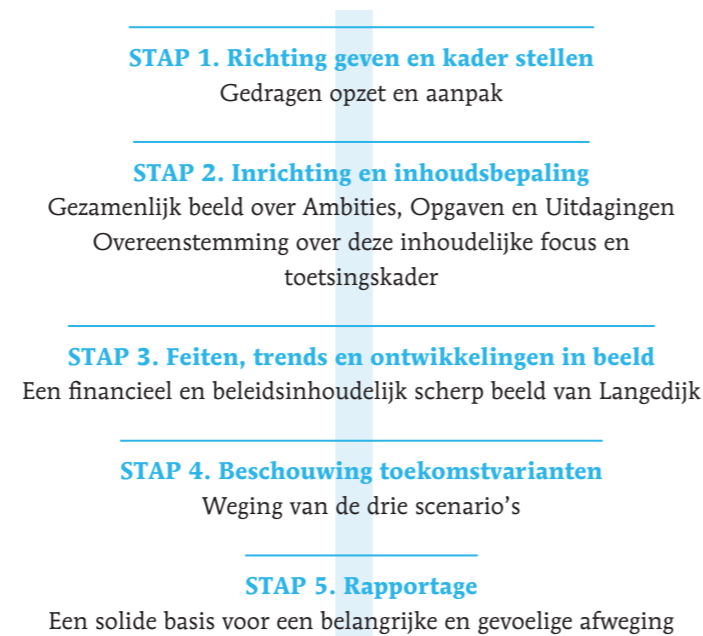 STAP 1. Richting geven en kader stellen
Gedragen opzet en aanpak
STAP 2. Inrichting en inhoudsbepaling
Gezamenlijk beeld over Ambities, Opgaven en Uitdagingen
Overeenstemming over deze inhoudelijke focus en
toetsingskader
STAP 3. Feiten, trends en ontwikkelingen in beeld
Een financieel en beleidsinhoudelijk scherp beeld van Langedijk
STAP 4. Beschouwing toekomstvarianten
Weging van de drie scenario’s
STAP 5. Rapportage
Een solide basis voor een belangrijke en gevoelige afweging